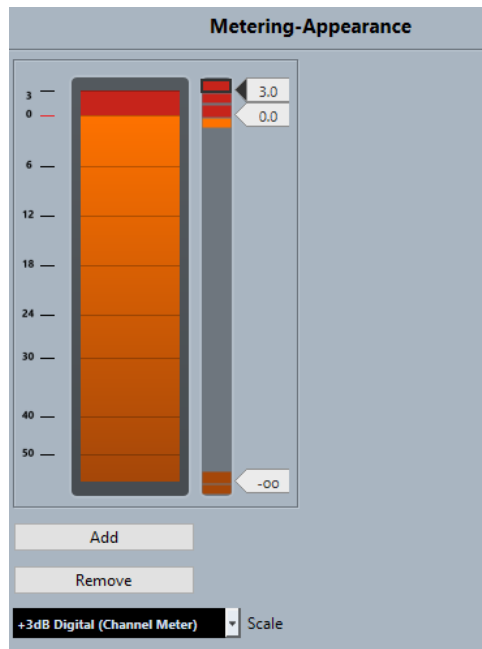 Metering-Appearance
3
0
6
12
18
24
30
40
50
3.0
0.0
-oo
Add
Remove
+3dB Digital (Channel Meter)
Scale